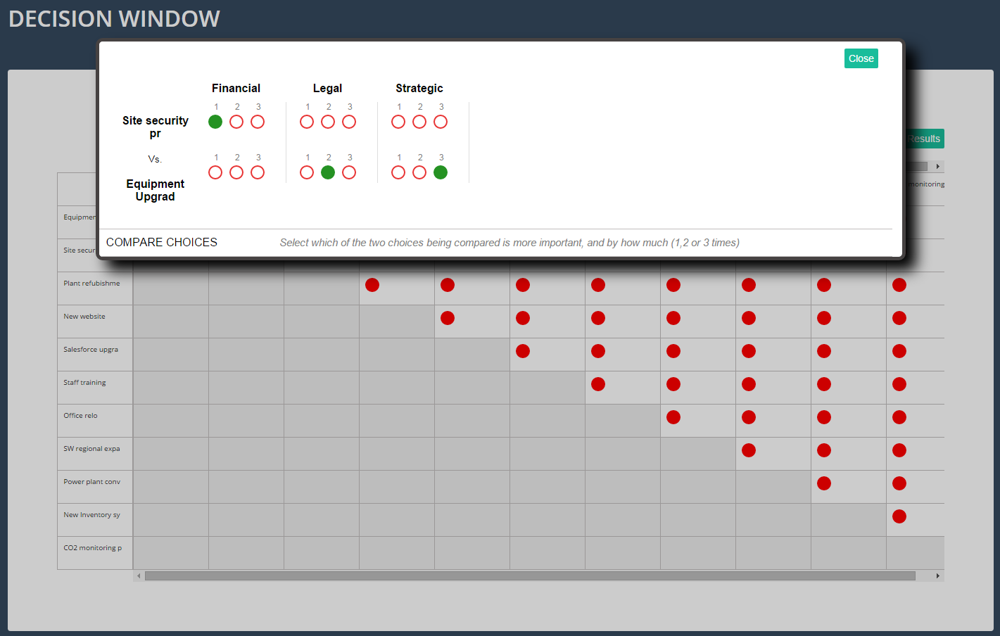 DECISION WINDOW
Close
Financial Legal Strategic
1 2 3 1 2 3 1 2 3
Site security
pr
Vs.
1 2 3 1 2 3 1 2 3
Equipment
Upgrad
COMPARE CHOICES Select which of the two choices being compared is more important, and by how much (1,2 or 3 times)
Results
monitoring
Equipmen
Site secur
Plant refubishme
New website
Salesforce upgra
Staff training
Office relo
SW regional expa
Power plant conv
New Inventory sy
CO2 monitoring p